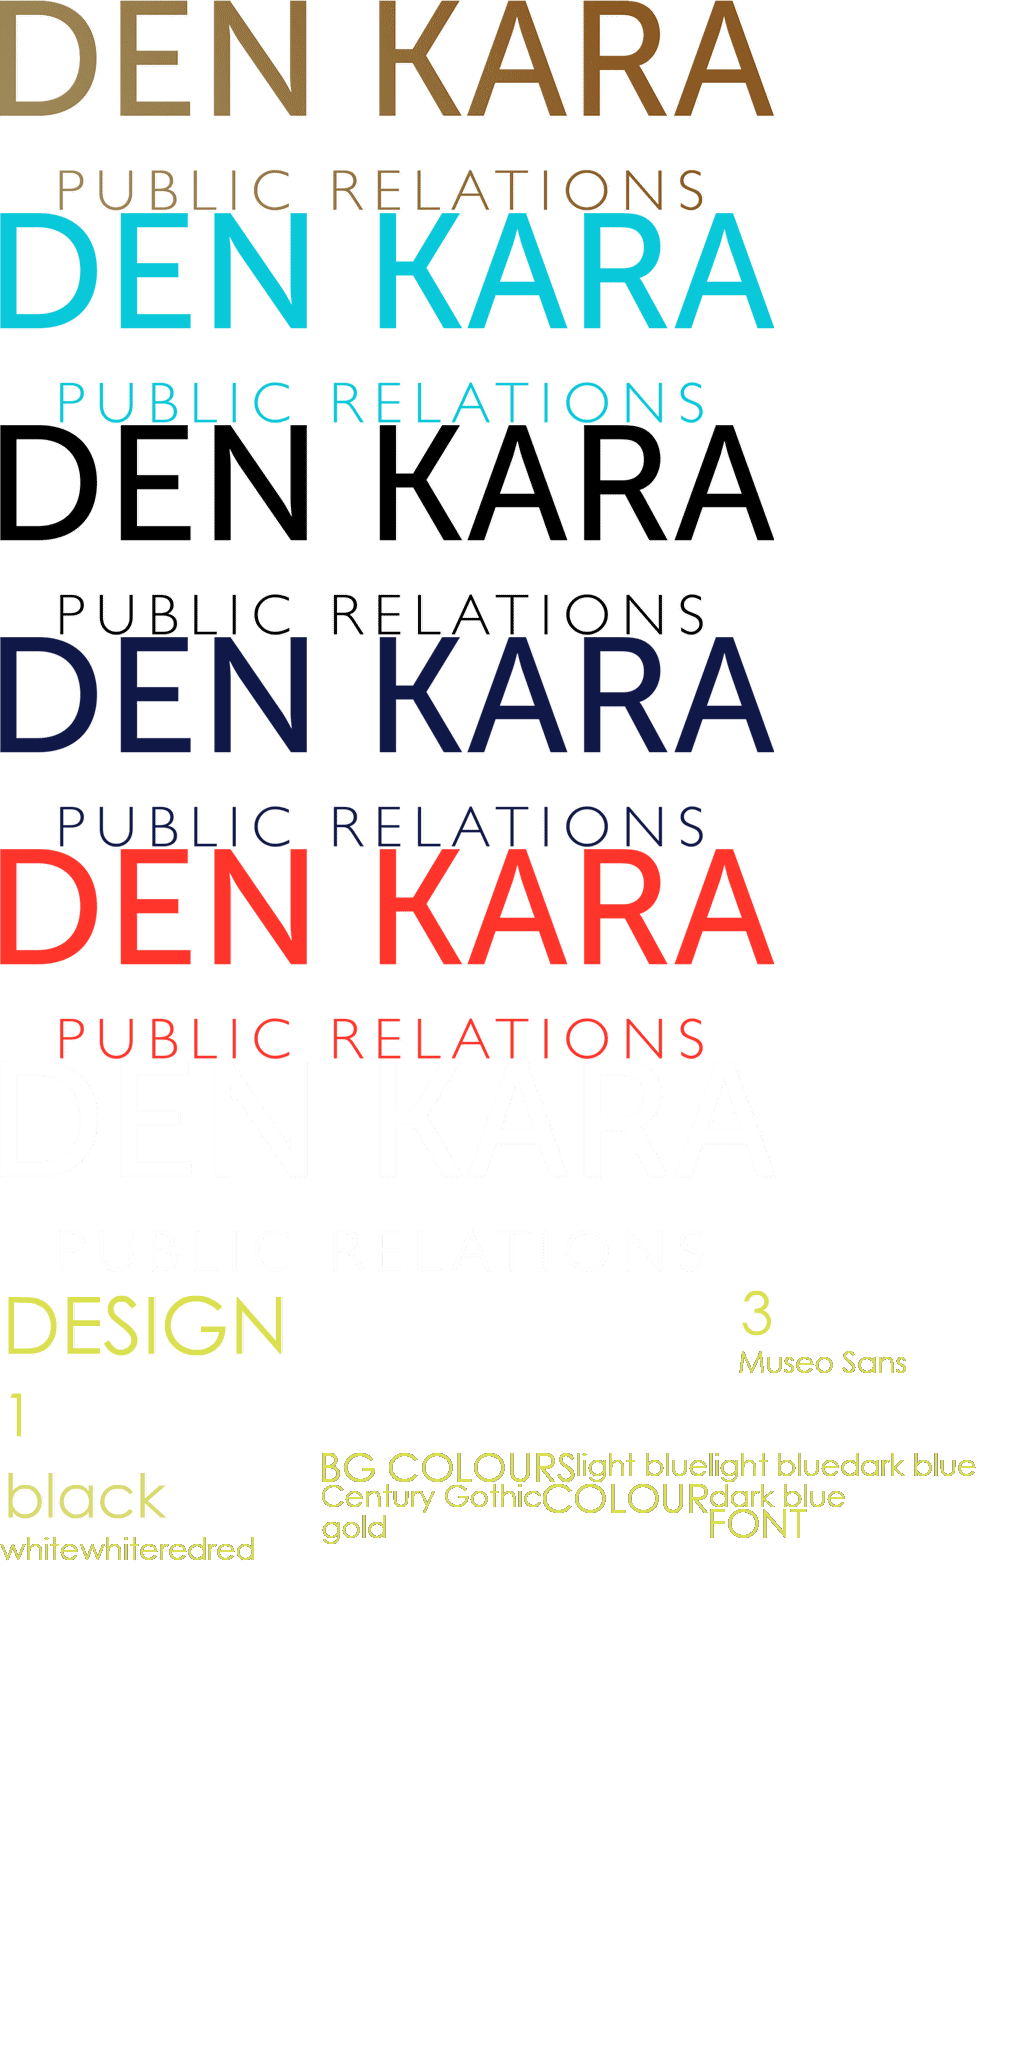 DEN KARA
PUBLIC RELATIONS
DEN KARA
PUBLIC RELATIONS
DEN KARA
PUBLIC RELATIONS
DEN KARA
PUBLIC RELATIONS
DEN KARA
PUBLIC RELATIONS
DEN KARA
PUBLIC RELATIONS
DESIGN
3
Museo Sans
1
BG COLOURSlight bluelight bluedark blue
black
Century GothicCOLOURdark blue
FONT
gold
whitewhiteredred